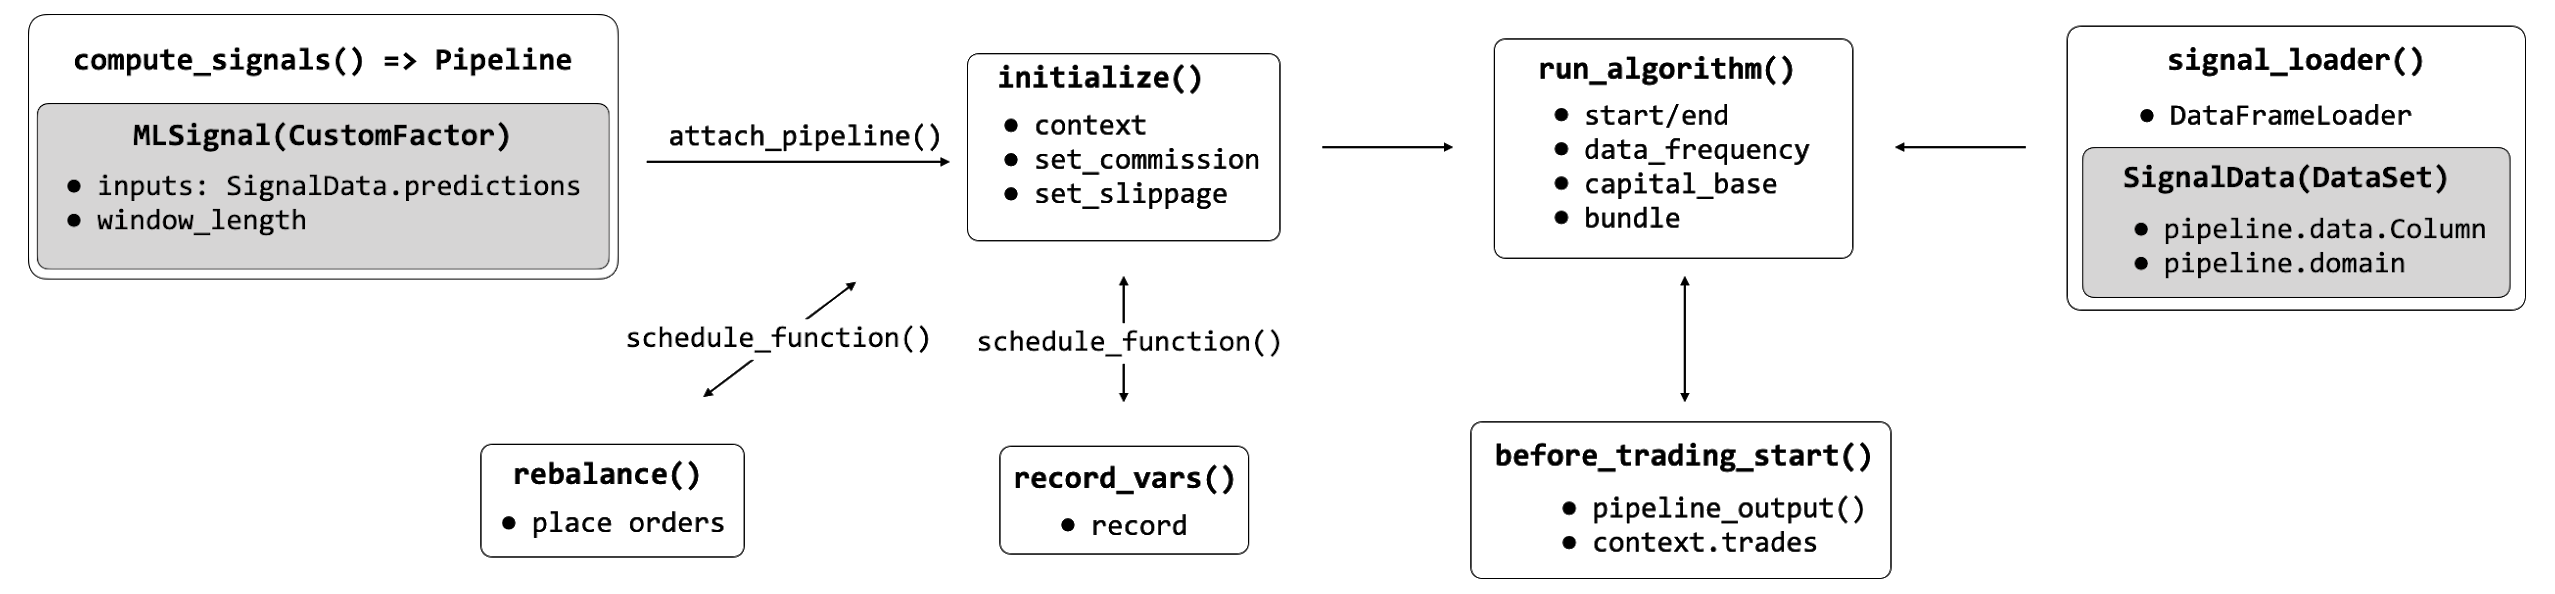 compute_signals() => Pipeline
MLSignal(CustomFactor)
● inputs: SignalData.predictions
● window_length
attach_pipeline()
initialize()
● context
● set_commission
● set_slippage
run_algorithm()
● start/end
● data_frequency
● capital_base
● bundle
signal_loader()
● DataFrameLoader
SignalData(DataSet)
● pipeline.data.Column
● pipeline.domain
schedule_function()
schedule_function()
rebalance()
● place orders
record_vars()
● record
before_trading_start()
● pipeline_output()
● context.trades